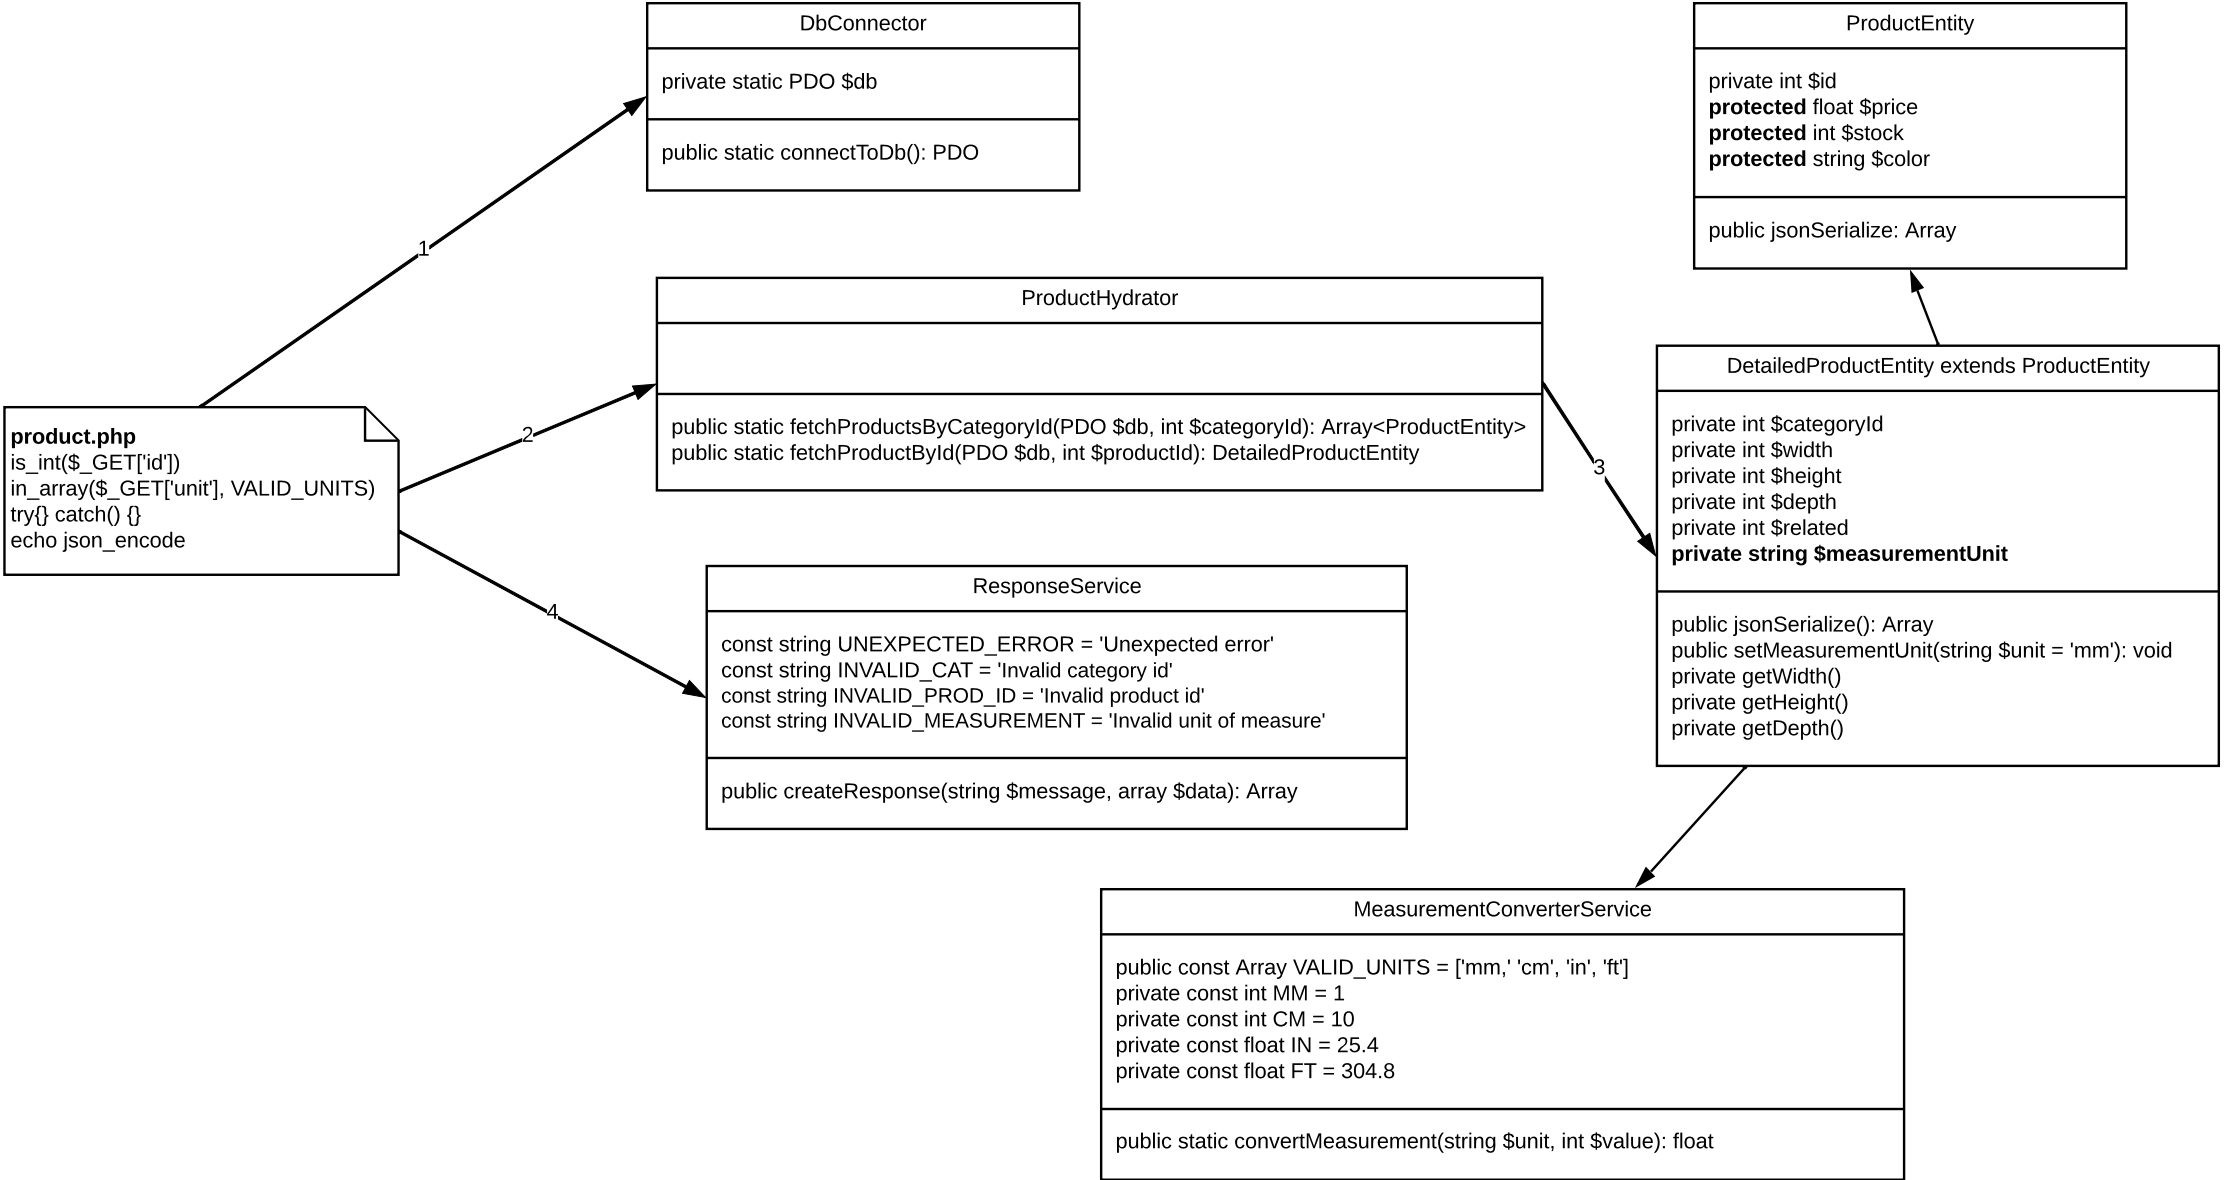 DbConnector
private static PDO $db
public static connectToDb(): PDO
ProductEntity
private int $id
protected float $price
protected int $stock
protected string $color
public jsonSerialize: Array
1
ProductHydrator
public static fetchProductsByCategoryId(PDO $db, int $categoryId): Array<ProductEntity>
public static fetchProductById(PDO $db, int $productId): DetailedProductEntity
product.php
is_int($_GET['id'])
in_array($_GET['unit'], VALID_UNITS)
try{} catch() {}
echo json_encode
2
3
4
DetailedProductEntity extends ProductEntity
private int $categoryId
private int $width
private int $height
private int $depth
private int $related
private string $measurementUnit
public jsonSerialize(): Array
public setMeasurementUnit(string $unit = 'mm'): void
private getWidth()
private getHeight()
private getDepth()
ResponseService
const string UNEXPECTED_ERROR = 'Unexpected error'
const string INVALID_CAT = 'Invalid category id'
const string INVALID_PROD_ID = 'Invalid product id'
const string INVALID_MEASUREMENT = 'Invalid unit of measure'
public createResponse(string $message, array $data): Array
MeasurementConverterService
public const Array VALID_UNITS = ['mm,' 'cm', 'in', 'ft']
private const int MM = 1
private const int CM = 10
private const float IN = 25.4
private const float FT = 304.8
public static convertMeasurement(string $unit, int $value): float